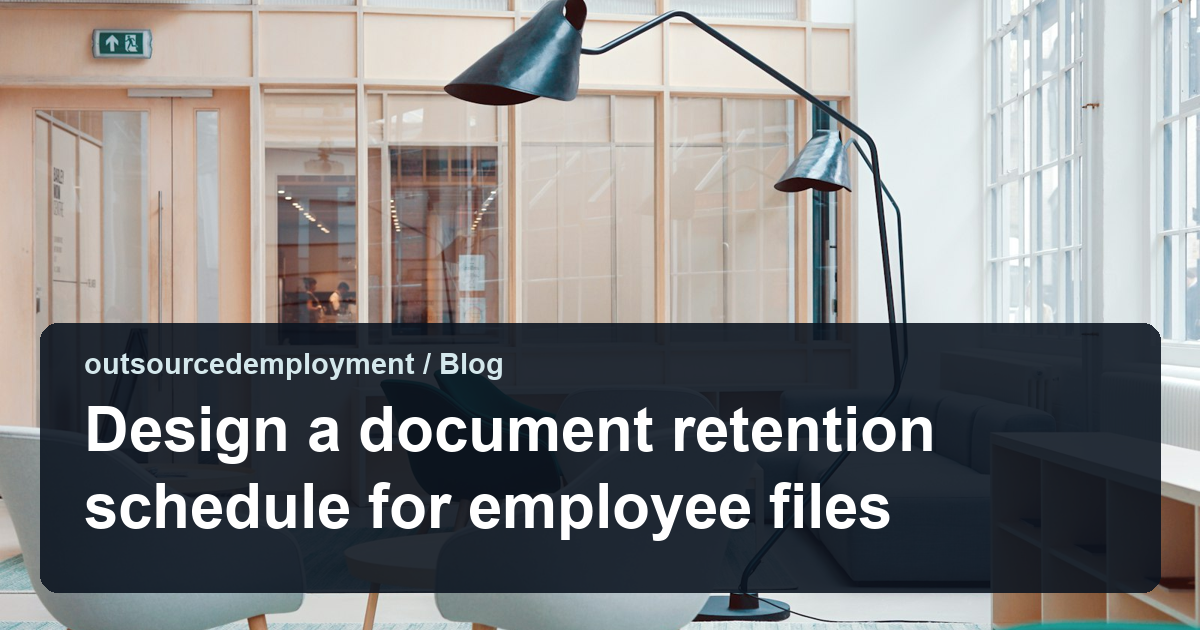 outsourcedemployment / Blog
Design a document retention
schedule for employee files